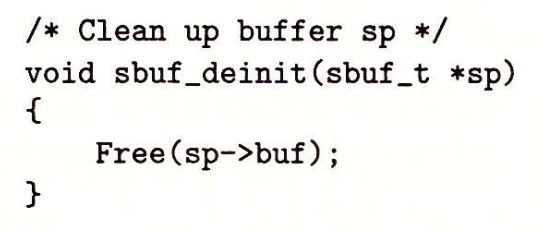 /* Clean up buffer sp */
void sbuf_deinit(sbuf_t *sp)
{
    Free(sp->buf);
}